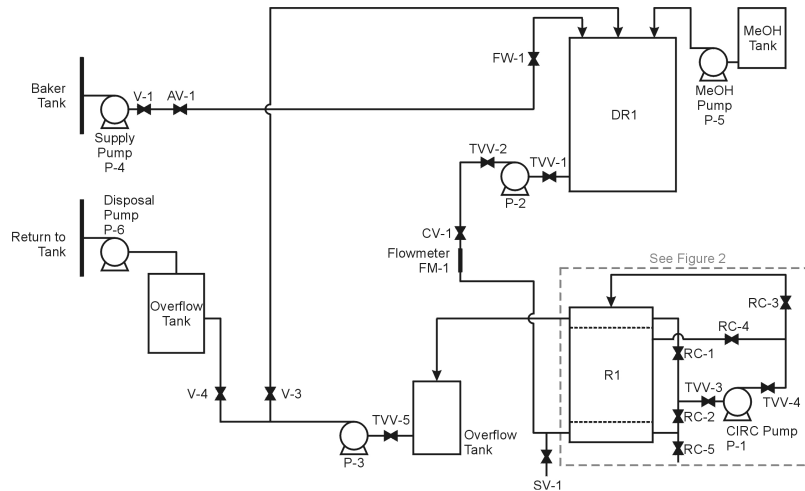 MeOH
Tank
FW-1
MeOH
Pump
P-5
Baker
Tank
V-1
AV-1
Supply
Pump
P-4
DR1
TVV-2
TVV-1
P-2
Disposal
Pump
P-6
Return to
Tank
CV-1
Flowmeter
FM-1
See Figure 2
Overflow
Tank
RC-3
RC-4
RC-1
R1
TVV-3
TVV-4
V-4
V-3
TVV-5
RC-2
CIRC Pump
P-1
P-3
Overflow
Tank
RC-5
SV-1